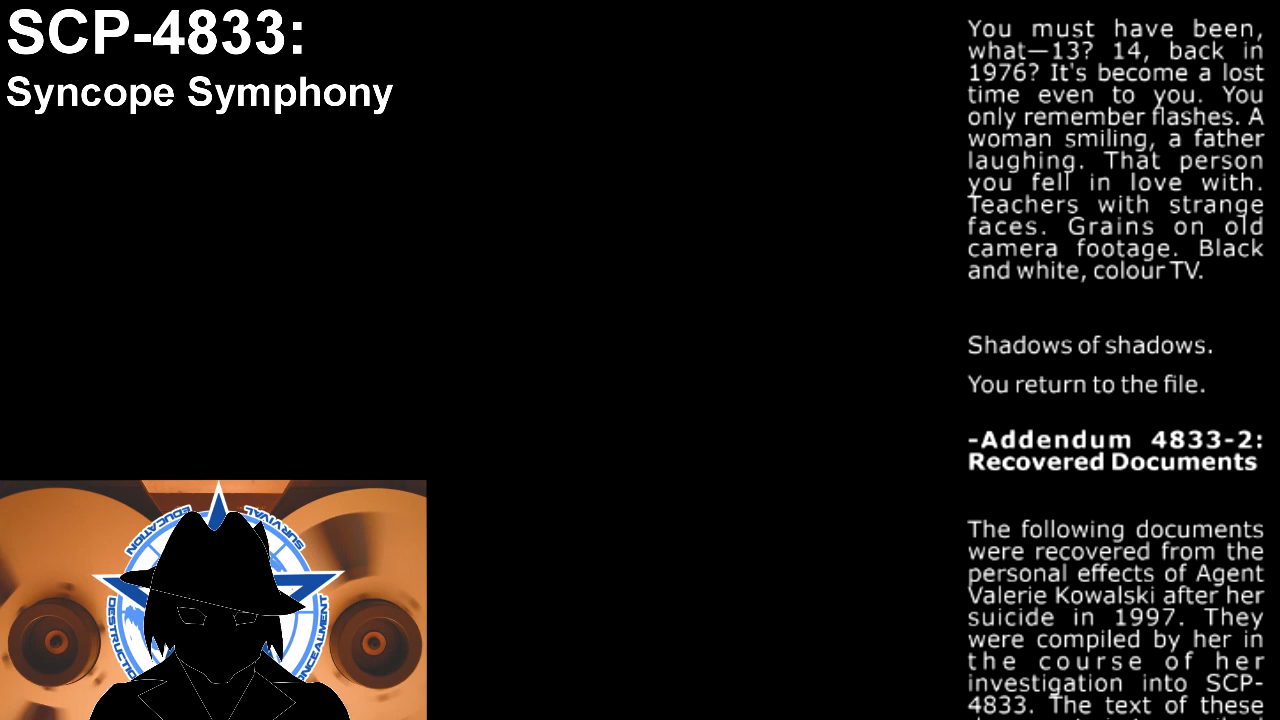 SCP-4833:
Syncope Symphony
You must have been,
what—13? 14, back in
1976? It's become a lost
time even to you. You
only remember flashes. A
woman smiling, a father
laughing. That person
you fell in love with.
Teachers with strange
faces. Grains on old
camera footage. Black
and white, colour TV.
Shadows of shadows.
You return to the file.
-Addendum 4833-2:
Recovered Documents
The following documents
were recovered from the
personal effects of Agent
Valerie Kowalski after her
suicide in 1997. They
were compiled by her in
the course of her
investigation into SCP-
4833. The text of these
EDUCATION
SURVIVAL